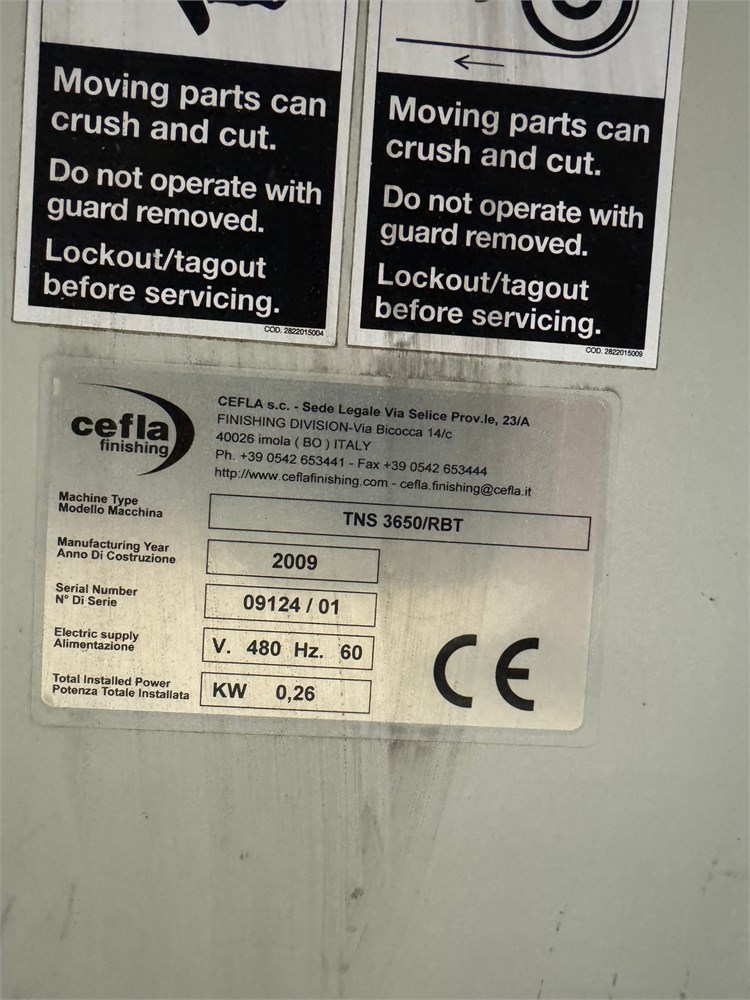 Moving parts can
crush and cut.
Do not operate with
guard removed.
Lockout/tagout
before servicing.
COD. 2822015004
Moving parts can
crush and cut.
Do not operate with
guard removed.
Lockout/tagout
before servicing.
COD. 2822015009
cefla
finishing
CEFLA s.c. - Sede Legale Via Selice Prov.le, 23/A
FINISHING DIVISION-Via Bicocca 14/c
40026 imola ( BO ) ITALY
Ph. +39 0542 653441 - Fax +39 0542 653444
http://www.ceflafinishing.com - cefla.finishing@cefla.it
Machine Type
Modello Macchina
TNS 3650/RBT
Manufacturing Year
Anno Di Costruzione
2009
Serial Number
N° Di Serie
09124 / 01
Electric supply
Alimentazione
V. 480 Hz. 60
Total Installed Power
Potenza Totale Installata
KW 0,26
CE